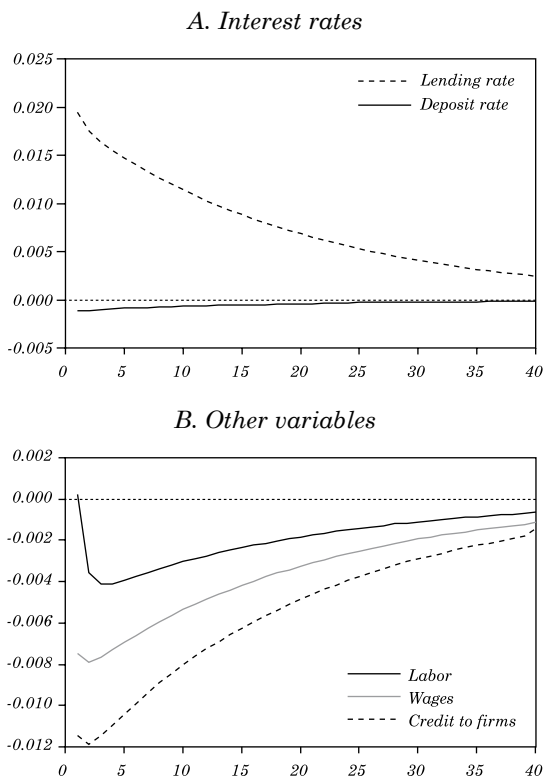 A. Interest rates
0.025
0.020
0.015
0.010
0.005
0.000
-0.005
Lending rate
Deposit rate
0 5 10 15 20 25 30 35 40
B. Other variables
0.002
0.000
-0.002
-0.004
-0.006
-0.008
-0.010
-0.012
Labor
Wages
Credit to firms
0 5 10 15 20 25 30 35 40